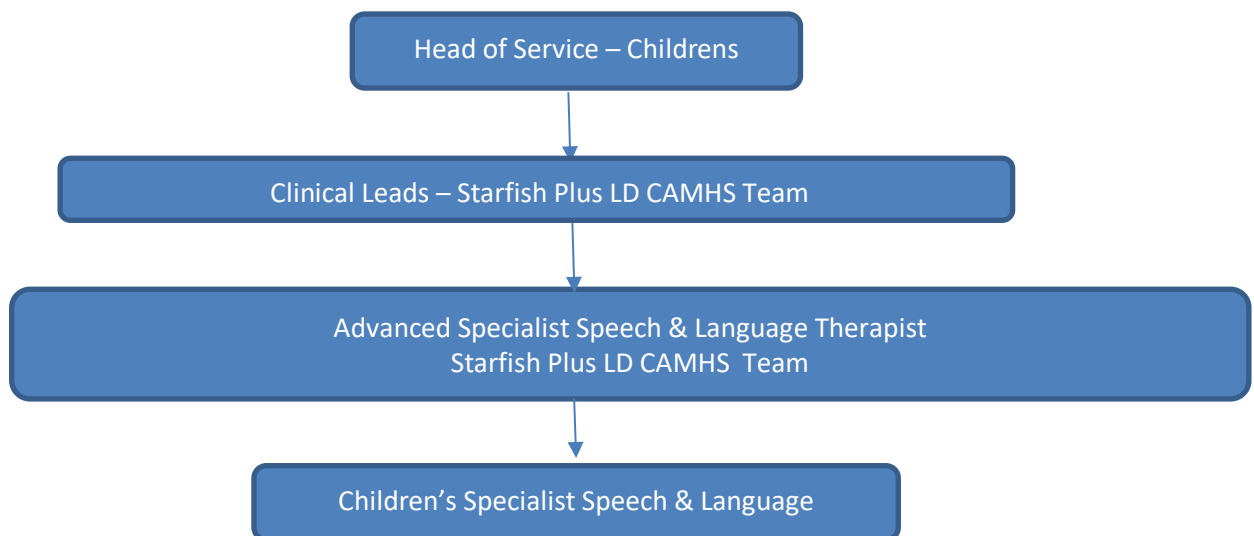 Head of Service – Childrens
Clinical Leads – Starfish Plus LD CAMHS Team
Advanced Specialist Speech & Language Therapist
Starfish Plus LD CAMHS  Team
Children’s Specialist Speech & Language